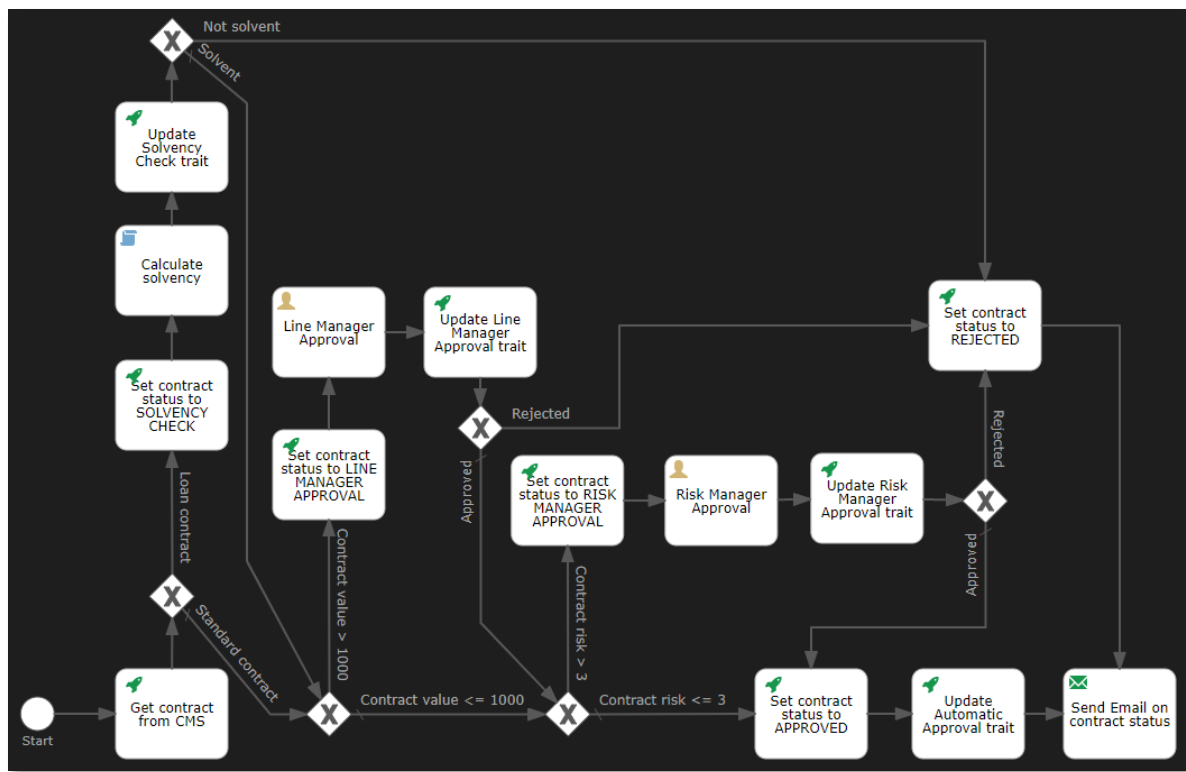 Not solvent
Solvent
Update
Solvency
Check trait
Calculate
solvency
Set contract
status to
SOLVENCY
CHECK
Loan contract
Standard contract
Get contract
from CMS
Start
Line Manager
Approval
Update Line
Manager
Approval trait
Set contract
status to LINE
MANAGER
APPROVAL
Contract value > 1000
Contract value <= 1000
Rejected
Approved
Set contract
status to RISK
MANAGER
APPROVAL
Risk Manager
Approval
Update Risk
Manager
Approval trait
Contract risk > 3
Contract risk <= 3
Set contract
status to
REJECTED
Rejected
Approved
Set contract
status to
APPROVED
Update
Automatic
Approval trait
Send Email on
contract status